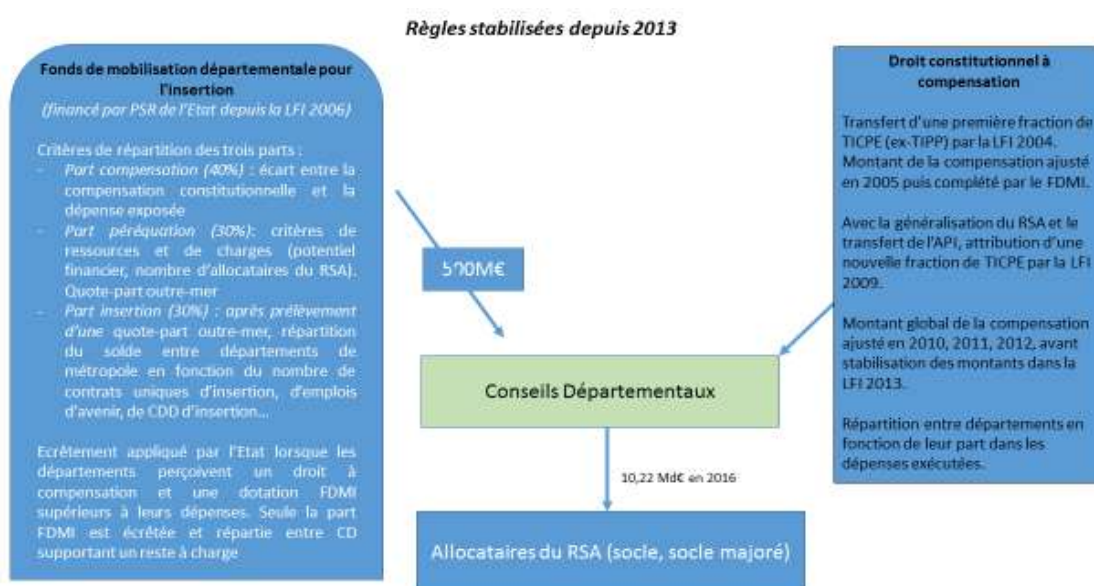 Règles stabilisées depuis 2013
Fonds de mobilisation départementale pour
l'insertion
(financé par PSR de l'Etat depuis la LFI 2006)
Critères de répartition des trois parts :
- Part compensation (40%) : écart entre la
compensation constitutionnelle et la
dépense exposée
- Part péréquation (30%): critères de
ressources et de charges (potentiel
financier, nombre d'allocataires du RSA).
Quote-part outre-mer
- Part insertion (30%) : après prélèvement
d'une quote-part outre-mer, répartition
du solde entre départements de
métropole en fonction du nombre de
contrats uniques d'insertion, d'emplois
d'avenir, de CDD d'insertion...
Ecrêtement appliqué par l'Etat lorsque les
départements perçoivent un droit à
compensation et une dotation FDMI
supérieurs à leurs dépenses. Seule la part
FDMI est écrêtée et répartie entre CD
supportant un reste à charge
500M€
Conseils Départementaux
10,22 Md€ en 2016
Allocataires du RSA (socle, socle majoré)
Droit constitutionnel à
compensation
Transfert d'une première fraction de
TICPE (ex-TIPP) par la LFI 2004.
Montant de la compensation ajusté
en 2005 puis complété par le FDMI.
Avec la généralisation du RSA et le
transfert de l'API, attribution d'une
nouvelle fraction de TICPE par la LFI
2009.
Montant global de la compensation
ajusté en 2010, 2011, 2012, avant
stabilisation des montants dans la
LFI 2013.
Répartition entre départements en
fonction de leur part dans les
dépenses exécutées.